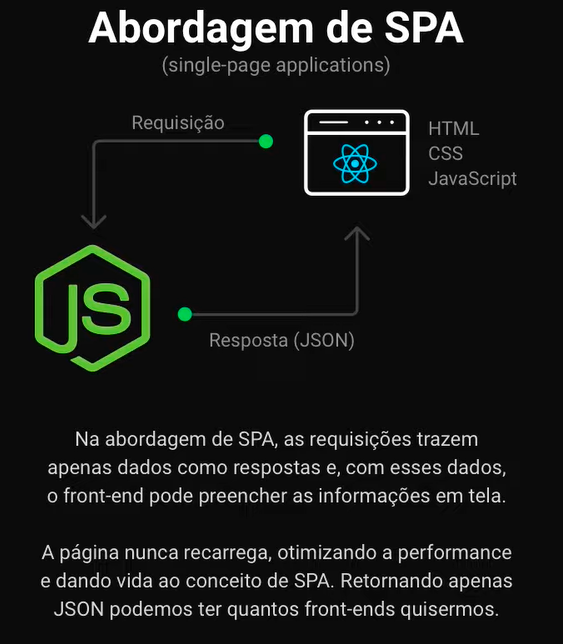 Abordagem de SPA
(single-page applications)
Requisição
HTML
CSS
JavaScript
JS
Resposta (JSON)
Na abordagem de SPA, as requisições trazem
apenas dados como respostas e, com esses dados,
o front-end pode preencher as informações em tela.
A página nunca recarrega, otimizando a performance
e dando vida ao conceito de SPA. Retornando apenas
JSON podemos ter quantos front-ends quisermos.